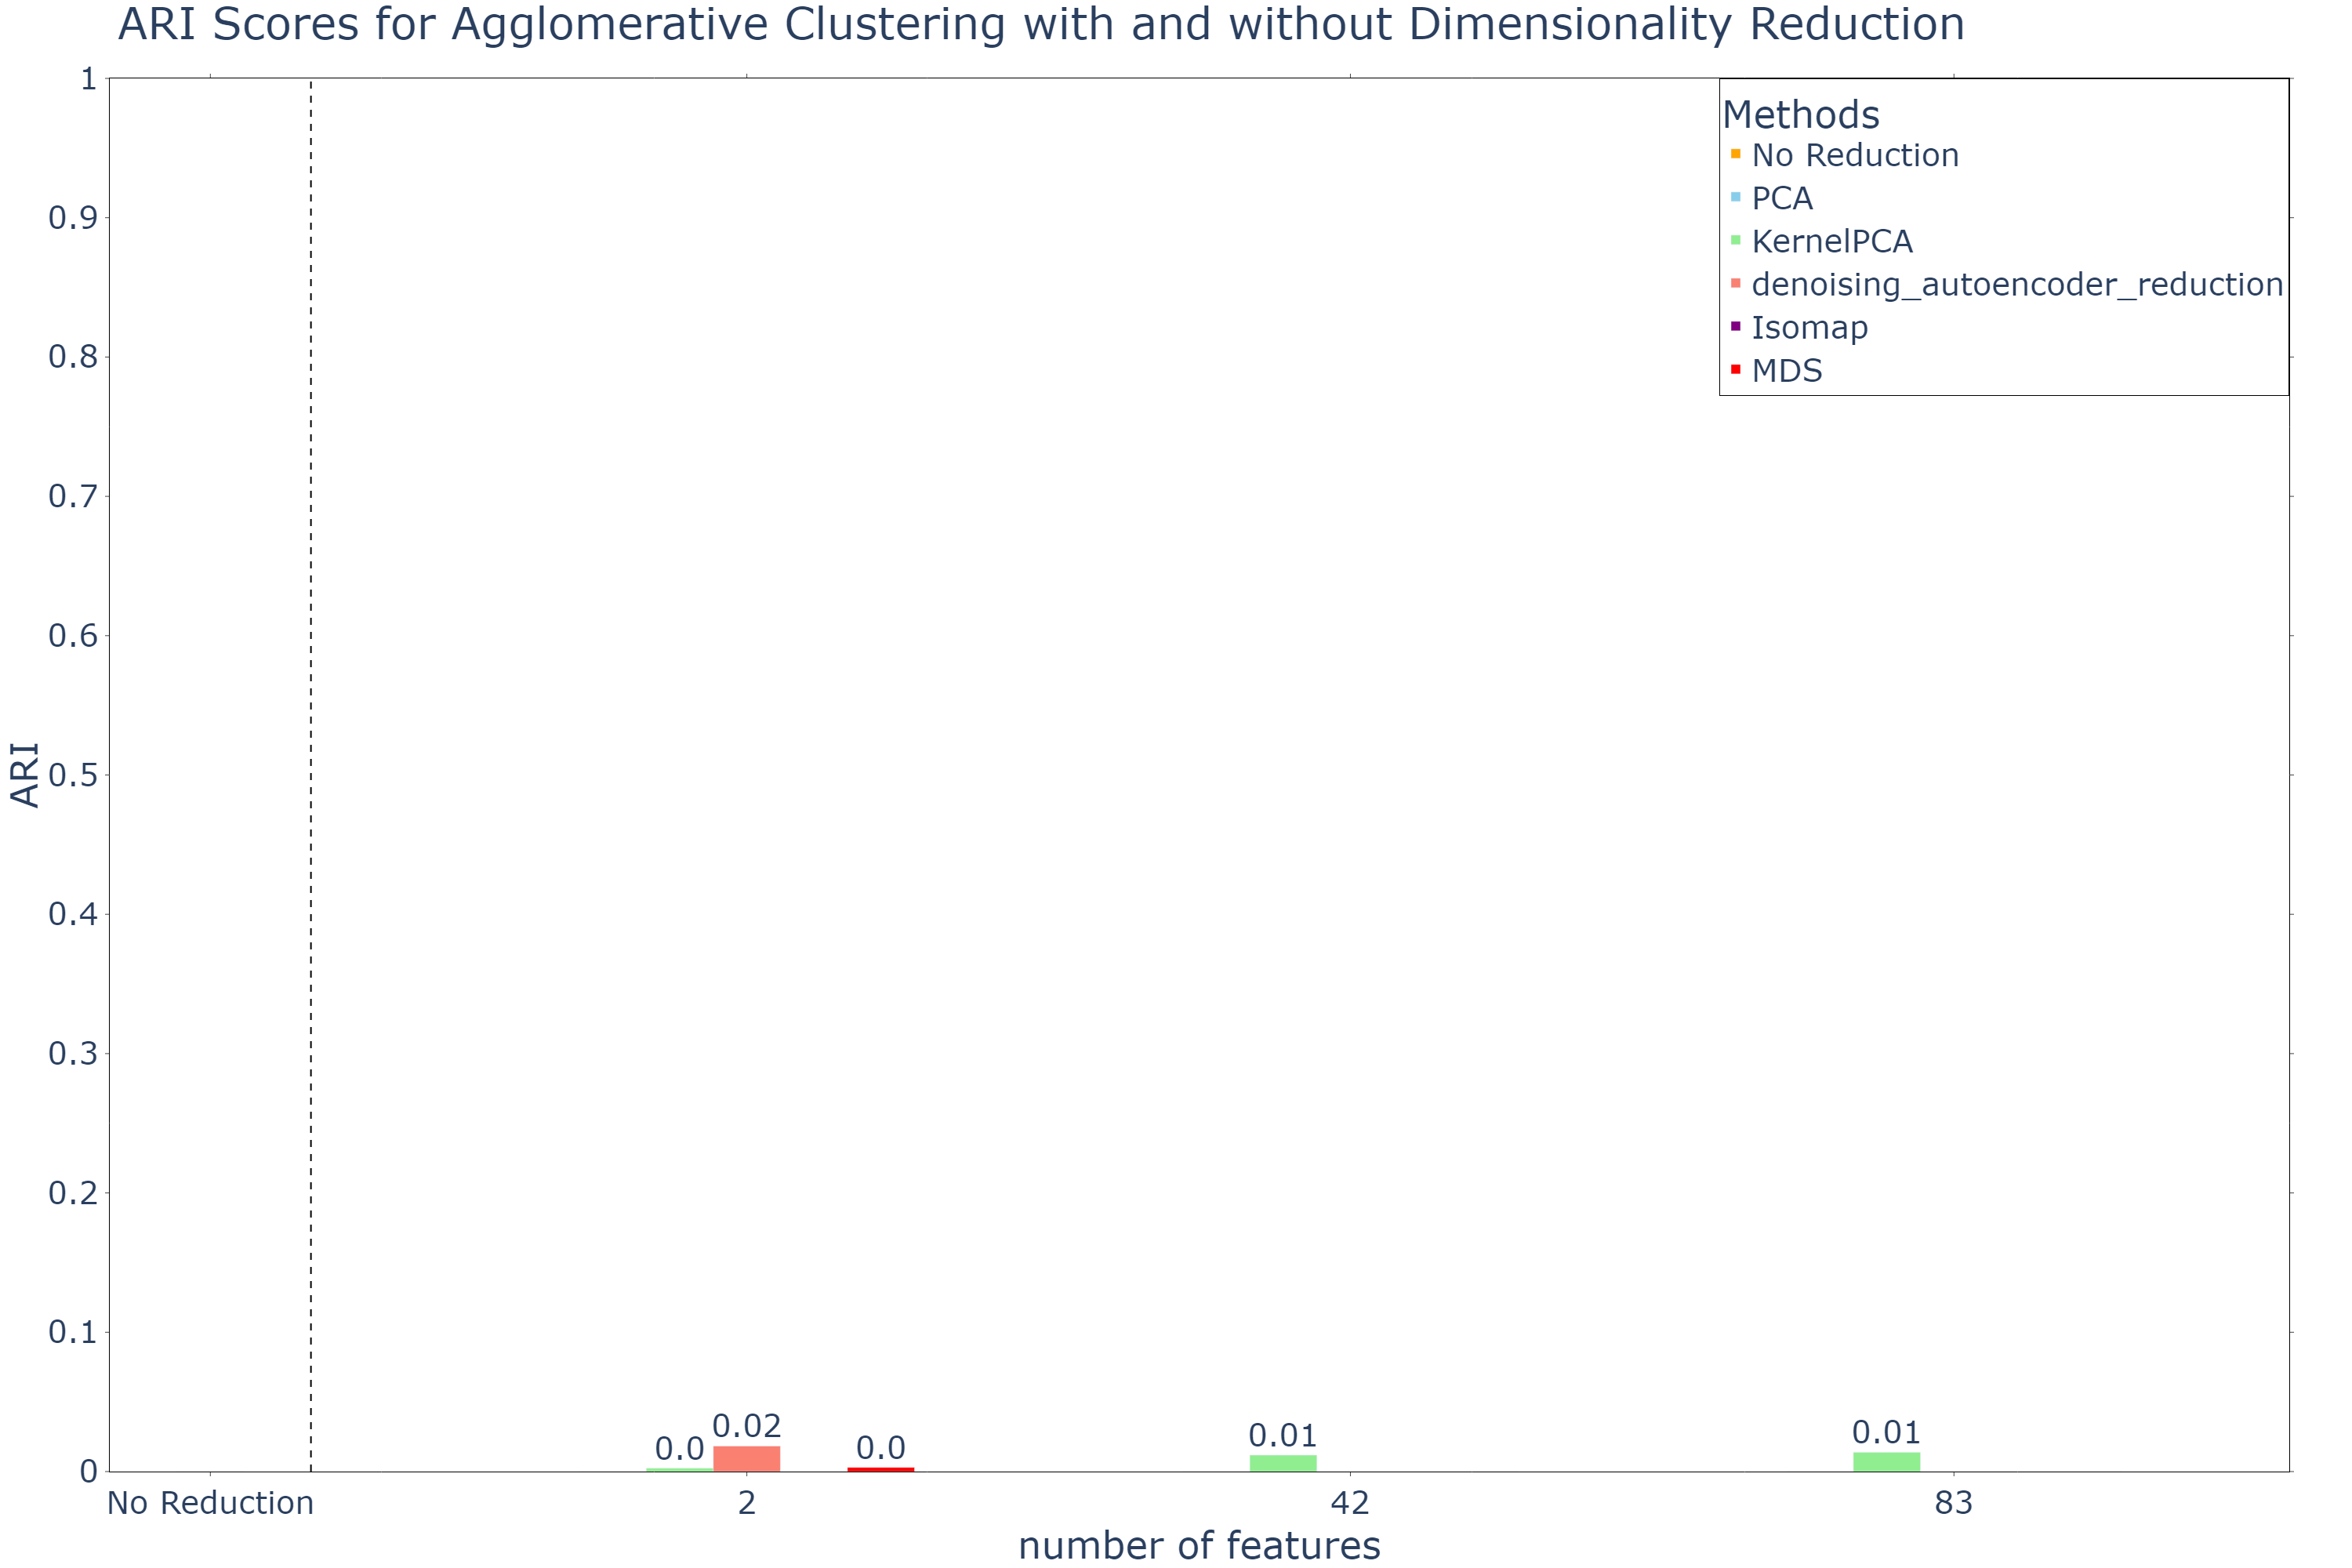 ARI Scores for Agglomerative Clustering with and without Dimensionality Reduction
1
0.9
0.8
0.7
0.6
0.5
0.4
0.3
0.2
0.1
0
ARI
Methods
No Reduction
PCA
KernelPCA
denoising_autoencoder_reduction
Isomap
MDS
0.0
0.02
0.0
0.01
0.01
No Reduction
2
42
83
number of features